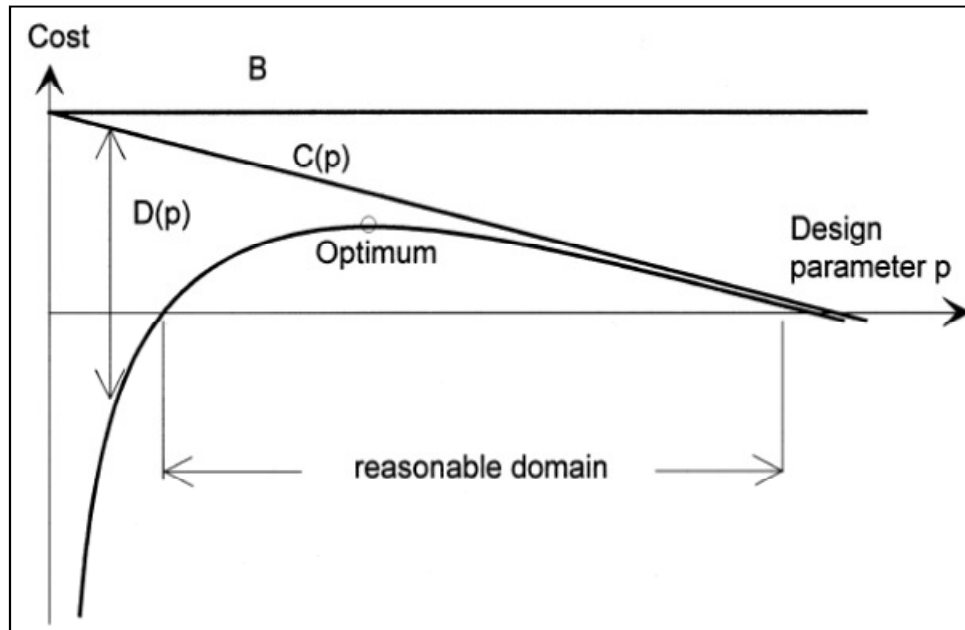 Cost
B
C(p)
D(p)
Optimum
Design
parameter p
reasonable domain